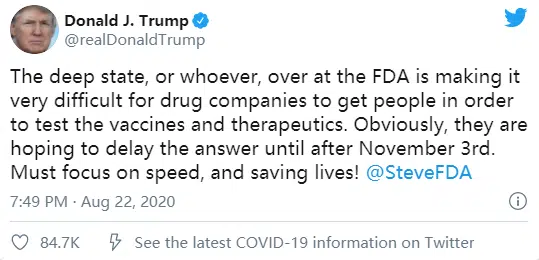 Donald J. Trump
@realDonaldTrump
The deep state, or whoever, over at the FDA is making it
very difficult for drug companies to get people in order
to test the vaccines and therapeutics. Obviously, they are
hoping to delay the answer until after November 3rd.
Must focus on speed, and saving lives! @SteveFDA
7:49 PM · Aug 22, 2020
84.7K See the latest COVID-19 information on Twitter